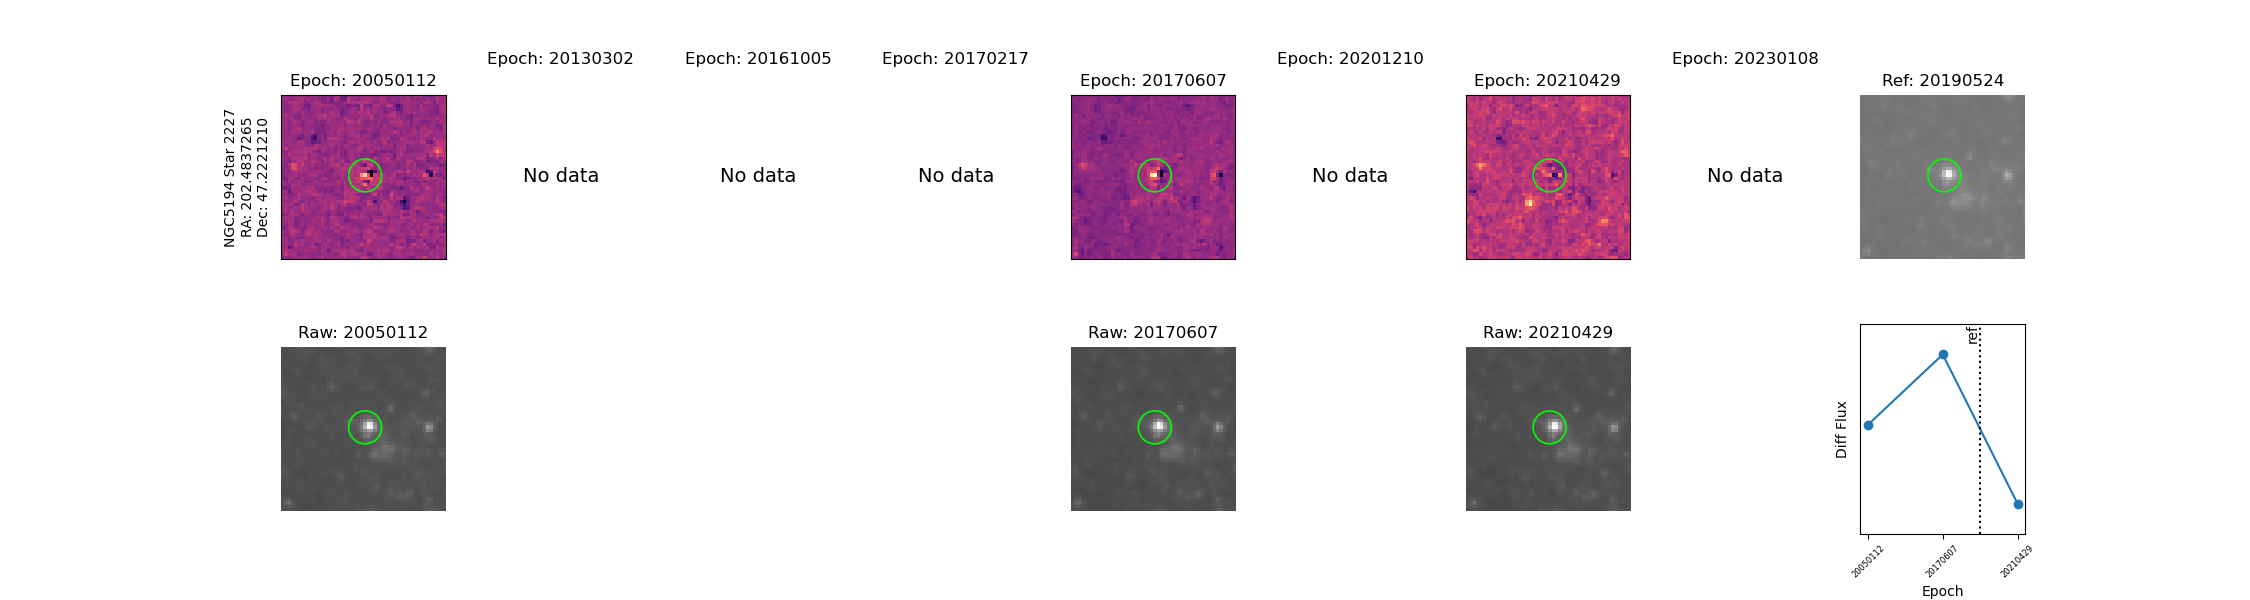 Epoch: 20050112
Epoch: 20130302
Epoch: 20161005
Epoch: 20170217
Epoch: 20170607
Epoch: 20201210
Epoch: 20210429
Epoch: 20230108
Ref: 20190524
NGC5194 Star 2227
RA: 202.4837265
Dec: 47.2221210
No data
No data
No data
No data
No data
Raw: 20050112
Raw: 20170607
Raw: 20210429
ref
Diff Flux
20050112
20170607
20210429
Epoch